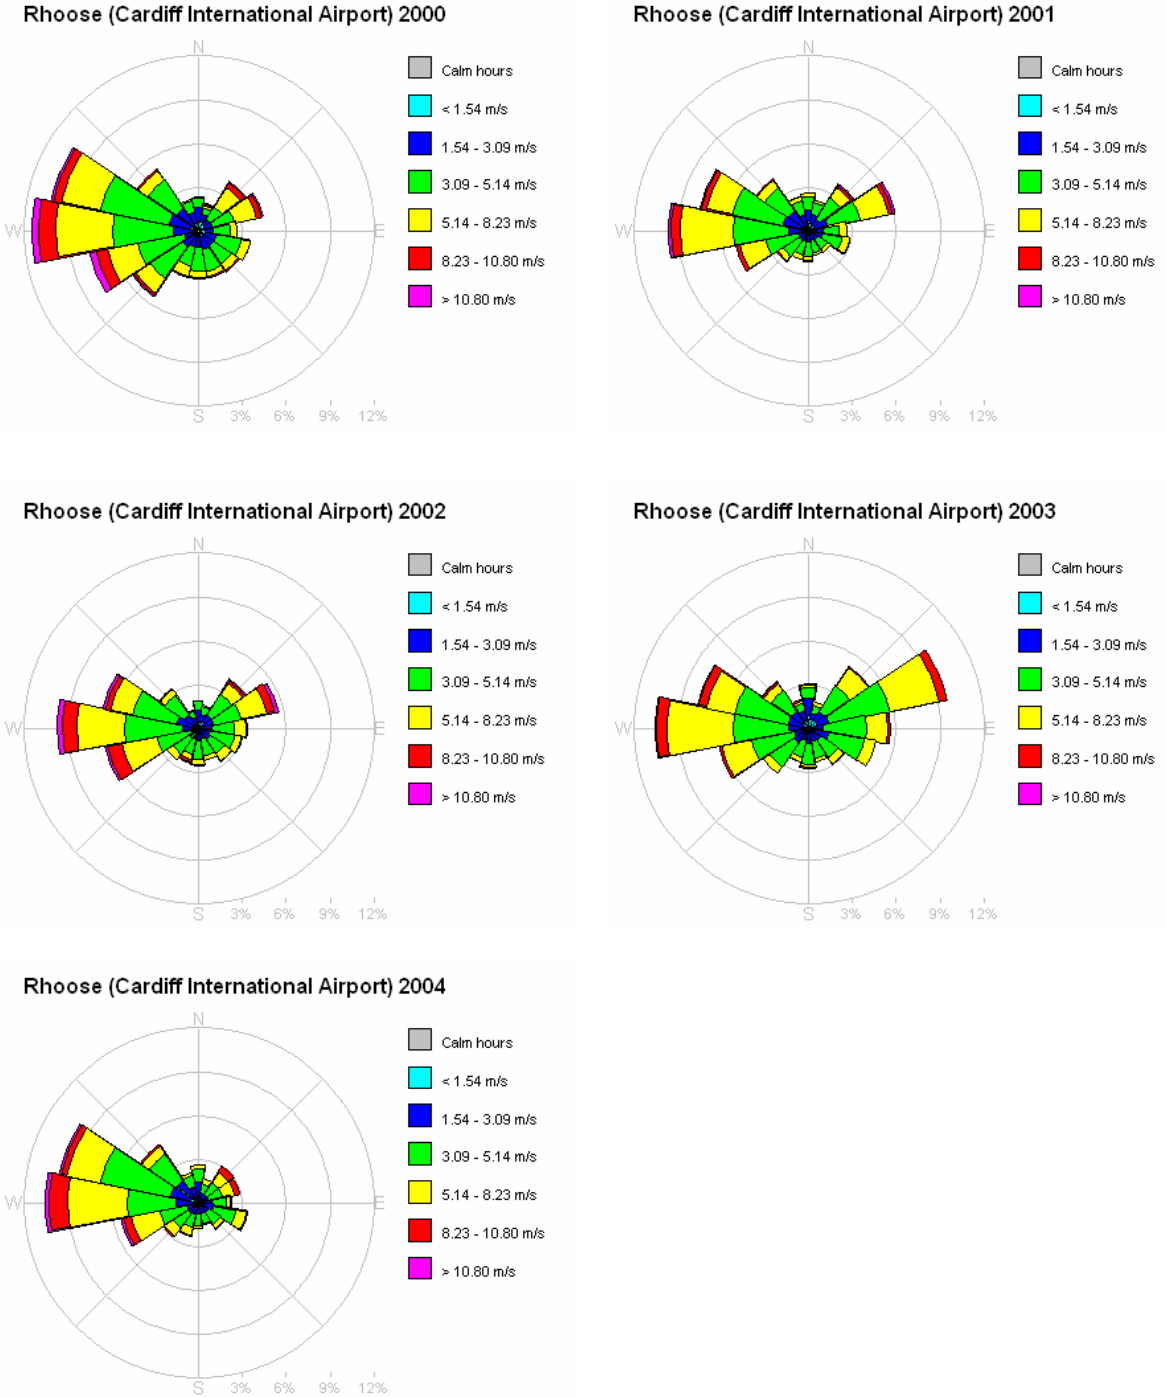 Rhoose (Cardiff International Airport) 2000
N
W
E
S
3% 6% 9% 12%
Calm hours
< 1.54 m/s
1.54 - 3.09 m/s
3.09 - 5.14 m/s
5.14 - 8.23 m/s
8.23 - 10.80 m/s
> 10.80 m/s
Rhoose (Cardiff International Airport) 2001
N
W
E
S
3% 6% 9% 12%
Calm hours
< 1.54 m/s
1.54 - 3.09 m/s
3.09 - 5.14 m/s
5.14 - 8.23 m/s
8.23 - 10.80 m/s
> 10.80 m/s
Rhoose (Cardiff International Airport) 2002
N
W
E
S
3% 6% 9% 12%
Calm hours
< 1.54 m/s
1.54 - 3.09 m/s
3.09 - 5.14 m/s
5.14 - 8.23 m/s
8.23 - 10.80 m/s
> 10.80 m/s
Rhoose (Cardiff International Airport) 2003
N
W
E
S
3% 6% 9% 12%
Calm hours
< 1.54 m/s
1.54 - 3.09 m/s
3.09 - 5.14 m/s
5.14 - 8.23 m/s
8.23 - 10.80 m/s
> 10.80 m/s
Rhoose (Cardiff International Airport) 2004
N
W
E
S
3% 6% 9% 12%
Calm hours
< 1.54 m/s
1.54 - 3.09 m/s
3.09 - 5.14 m/s
5.14 - 8.23 m/s
8.23 - 10.80 m/s
> 10.80 m/s